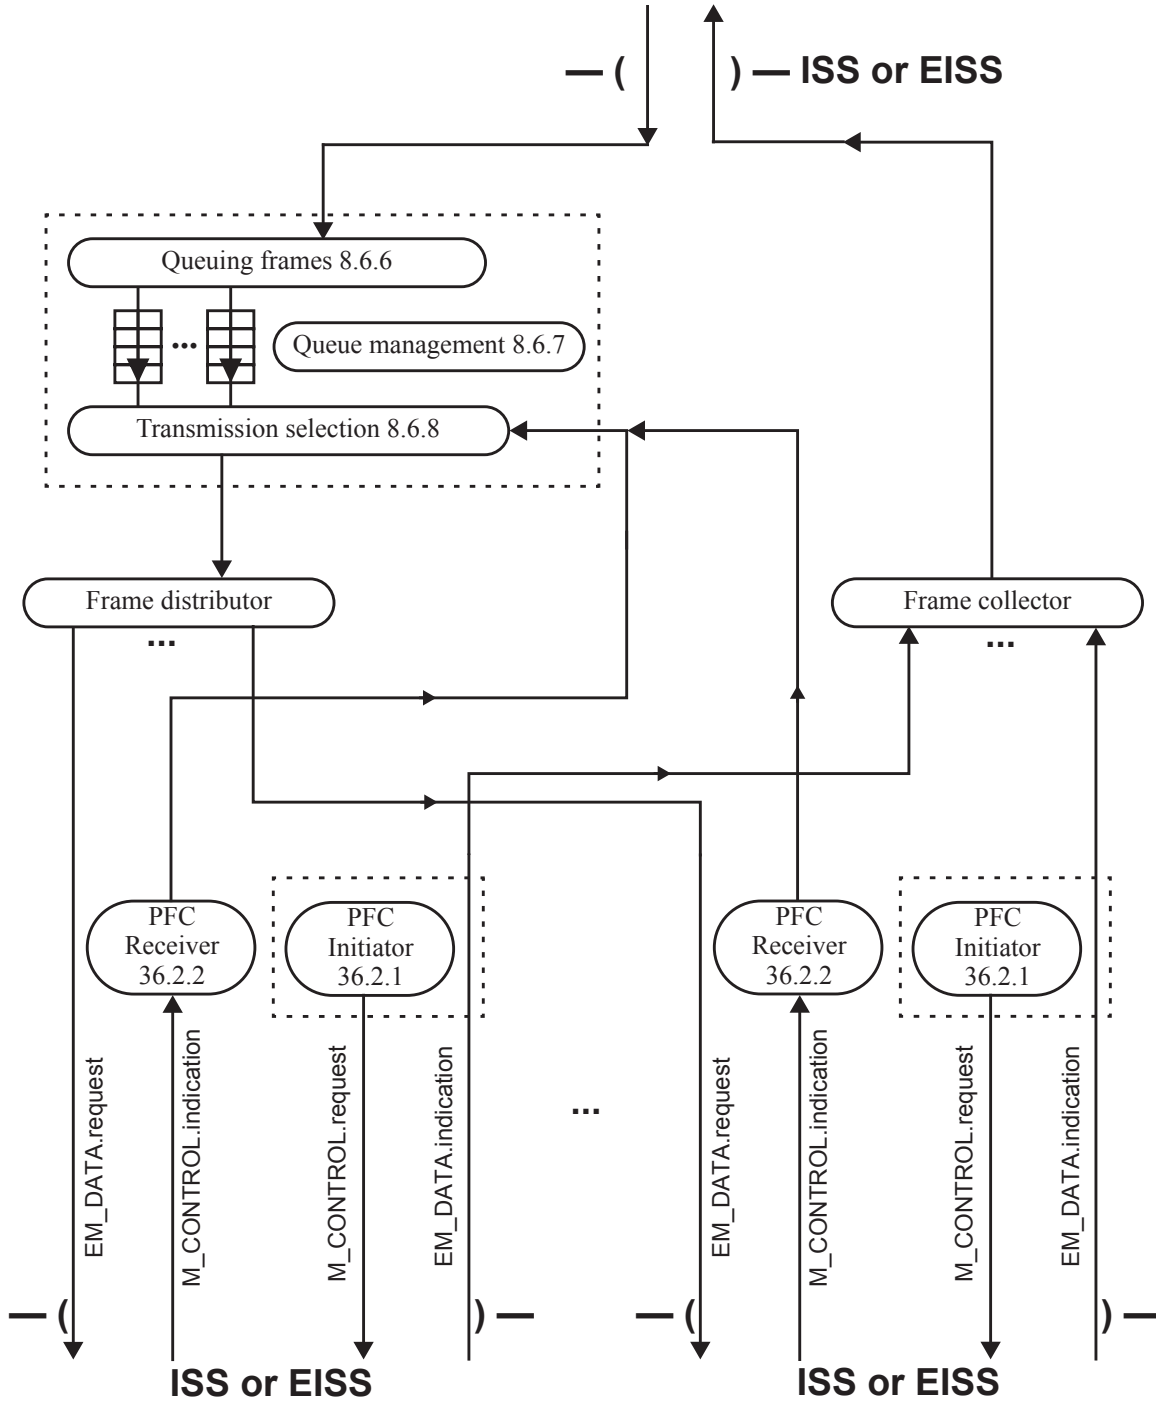 — ( ) — ISS or EISS
Queuing frames 8.6.6
...
Queue management 8.6.7
Transmission selection 8.6.8
Frame distributor
...
Frame collector
...
PFC
Receiver
36.2.2
PFC
Initiator
36.2.1
PFC
Receiver
36.2.2
PFC
Initiator
36.2.1
EM_DATA.request
M_CONTROL.indication
M_CONTROL.request
EM_DATA.indication
...
EM_DATA.request
M_CONTROL.indication
M_CONTROL.request
EM_DATA.indication
— ( ) —
— ( ) —
ISS or EISS
ISS or EISS